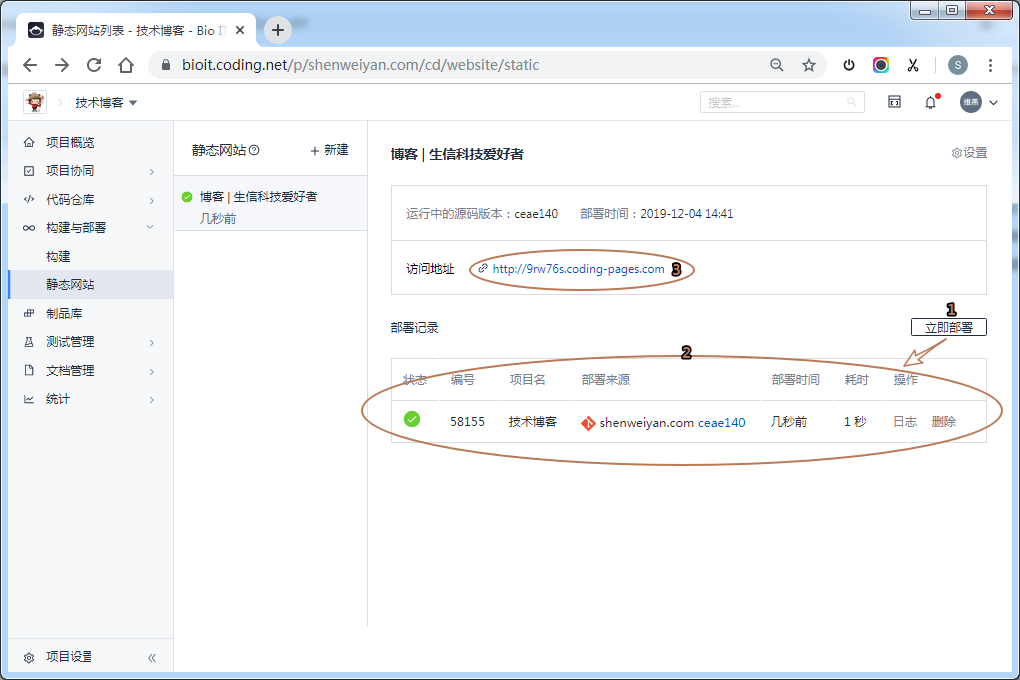 静态网站列表 - 技术博客 - Bio I
bioit.coding.net/p/shenweiyan.com/cd/website/static
S
技术博客
搜索...
维燕
项目概览
项目协同
代码仓库
构建与部署
构建
静态网站
制品库
测试管理
文档管理
统计
项目设置
静态网站
+ 新建
博客 | 生信科技爱好者
几秒前
博客 | 生信科技爱好者
设置
运行中的源码版本：ceae140 部署时间：2019-12-04 14:41
访问地址 http://9rw76s.coding-pages.com 3
1
部署记录 立即部署
2
状态 编号 项目名 部署来源 部署时间 耗时 操作
58155 技术博客 shenweiyan.com ceae140 几秒前 1 秒 日志 删除